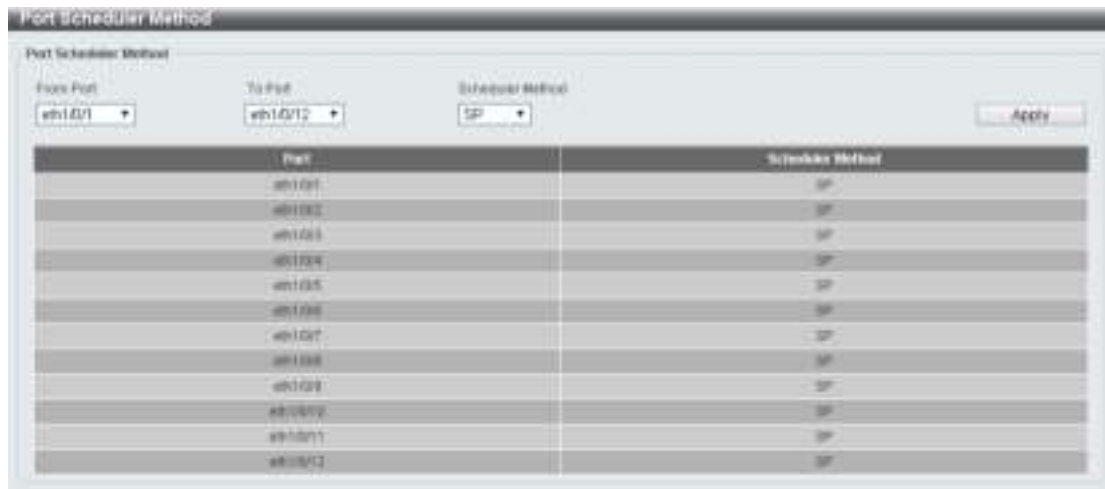 Port Scheduler Method
Port Scheduler Method
From Port To Port Scheduler Method
eth1/0/1 eth1/0/12 SP Apply
Port Scheduler Method
eth1/0/1 SP
eth1/0/2 SP
eth1/0/3 SP
eth1/0/4 SP
eth1/0/5 SP
eth1/0/6 SP
eth1/0/7 SP
eth1/0/8 SP
eth1/0/9 SP
eth1/0/10 SP
eth1/0/11 SP
eth1/0/12 SP